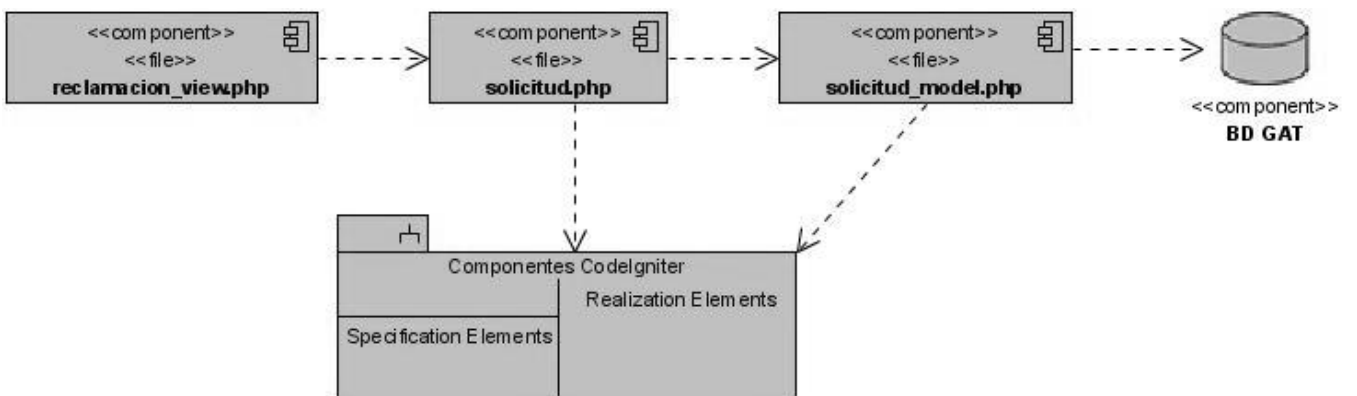 <<component>>
<<file>>
reclamacion_view.php
<<component>>
<<file>>
solicitud.php
<<component>>
<<file>>
solicitud_model.php
<<component>>
BD GAT
Componentes CodeIgniter
Realization Elements
Specification Elements